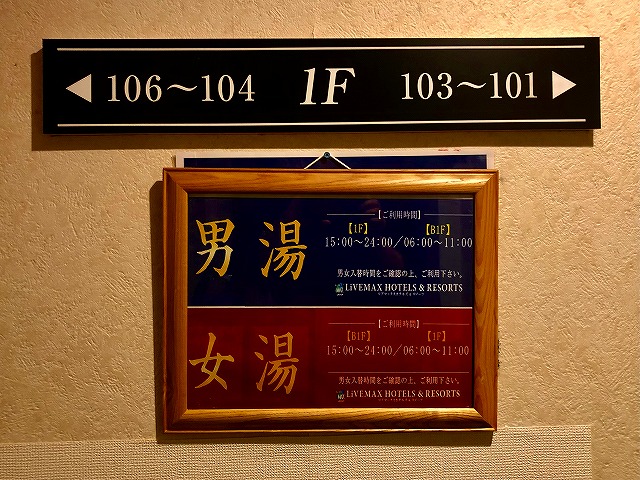 106～104 1F 103～101
男湯
【ご利用時間】
【1F】 【B1F】
15:00～24:00／06:00～11:00
男女入替時間をご確認の上、ご利用下さい。
LiVEMAX HOTELS & RESORTS
女湯
【ご利用時間】
【B1F】 【1F】
15:00～24:00／06:00～11:00
男女入替時間をご確認の上、ご利用下さい。
LiVEMAX HOTELS & RESORTS